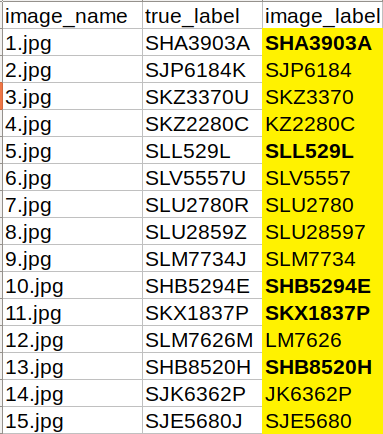 image_name true_label image_label
1.jpg SHA3903A SHA3903A
2.jpg SJP6184K SJP6184
3.jpg SKZ3370U SKZ3370
4.jpg SKZ2280C KZ2280C
5.jpg SLL529L SLL529L
6.jpg SLV5557U SLV5557
7.jpg SLU2780R SLU2780
8.jpg SLU2859Z SLU28597
9.jpg SLM7734J SLM7734
10.jpg SHB5294E SHB5294E
11.jpg SKX1837P SKX1837P
12.jpg SLM7626M LM7626
13.jpg SHB8520H SHB8520H
14.jpg SJK6362P JK6362P
15.jpg SJE5680J SJE5680